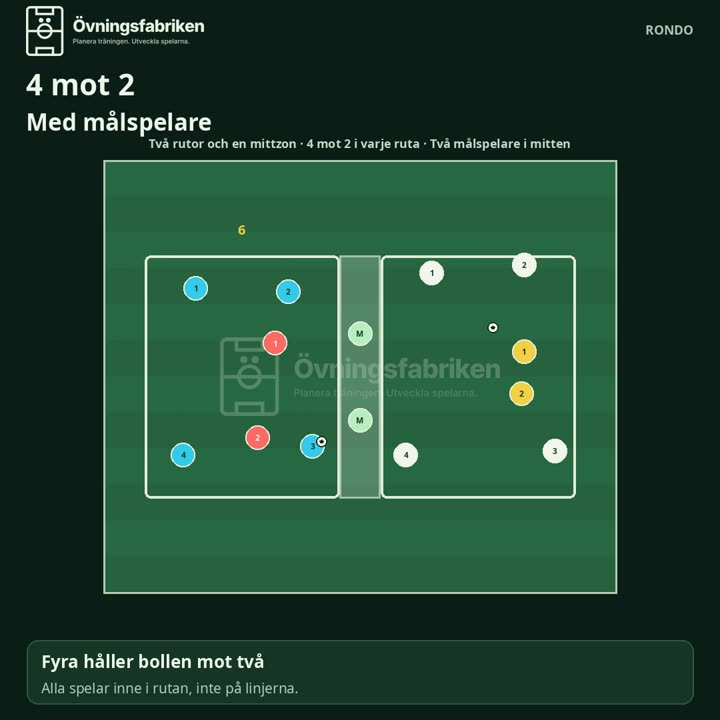 Övningsfabriken
Planera träningen. Utveckla spelarna.
RONDO
4 mot 2
Med målspelare
Två rutor och en mittzon · 4 mot 2 i varje ruta · Två målspelare i mitten
6
1
2
1
2
1
M
1
Övningsfabriken
Planera träningen. Utveckla spelarna.
2
M
2
3
4
4
3
Fyra håller bollen mot två
Alla spelar inne i rutan, inte på linjerna.